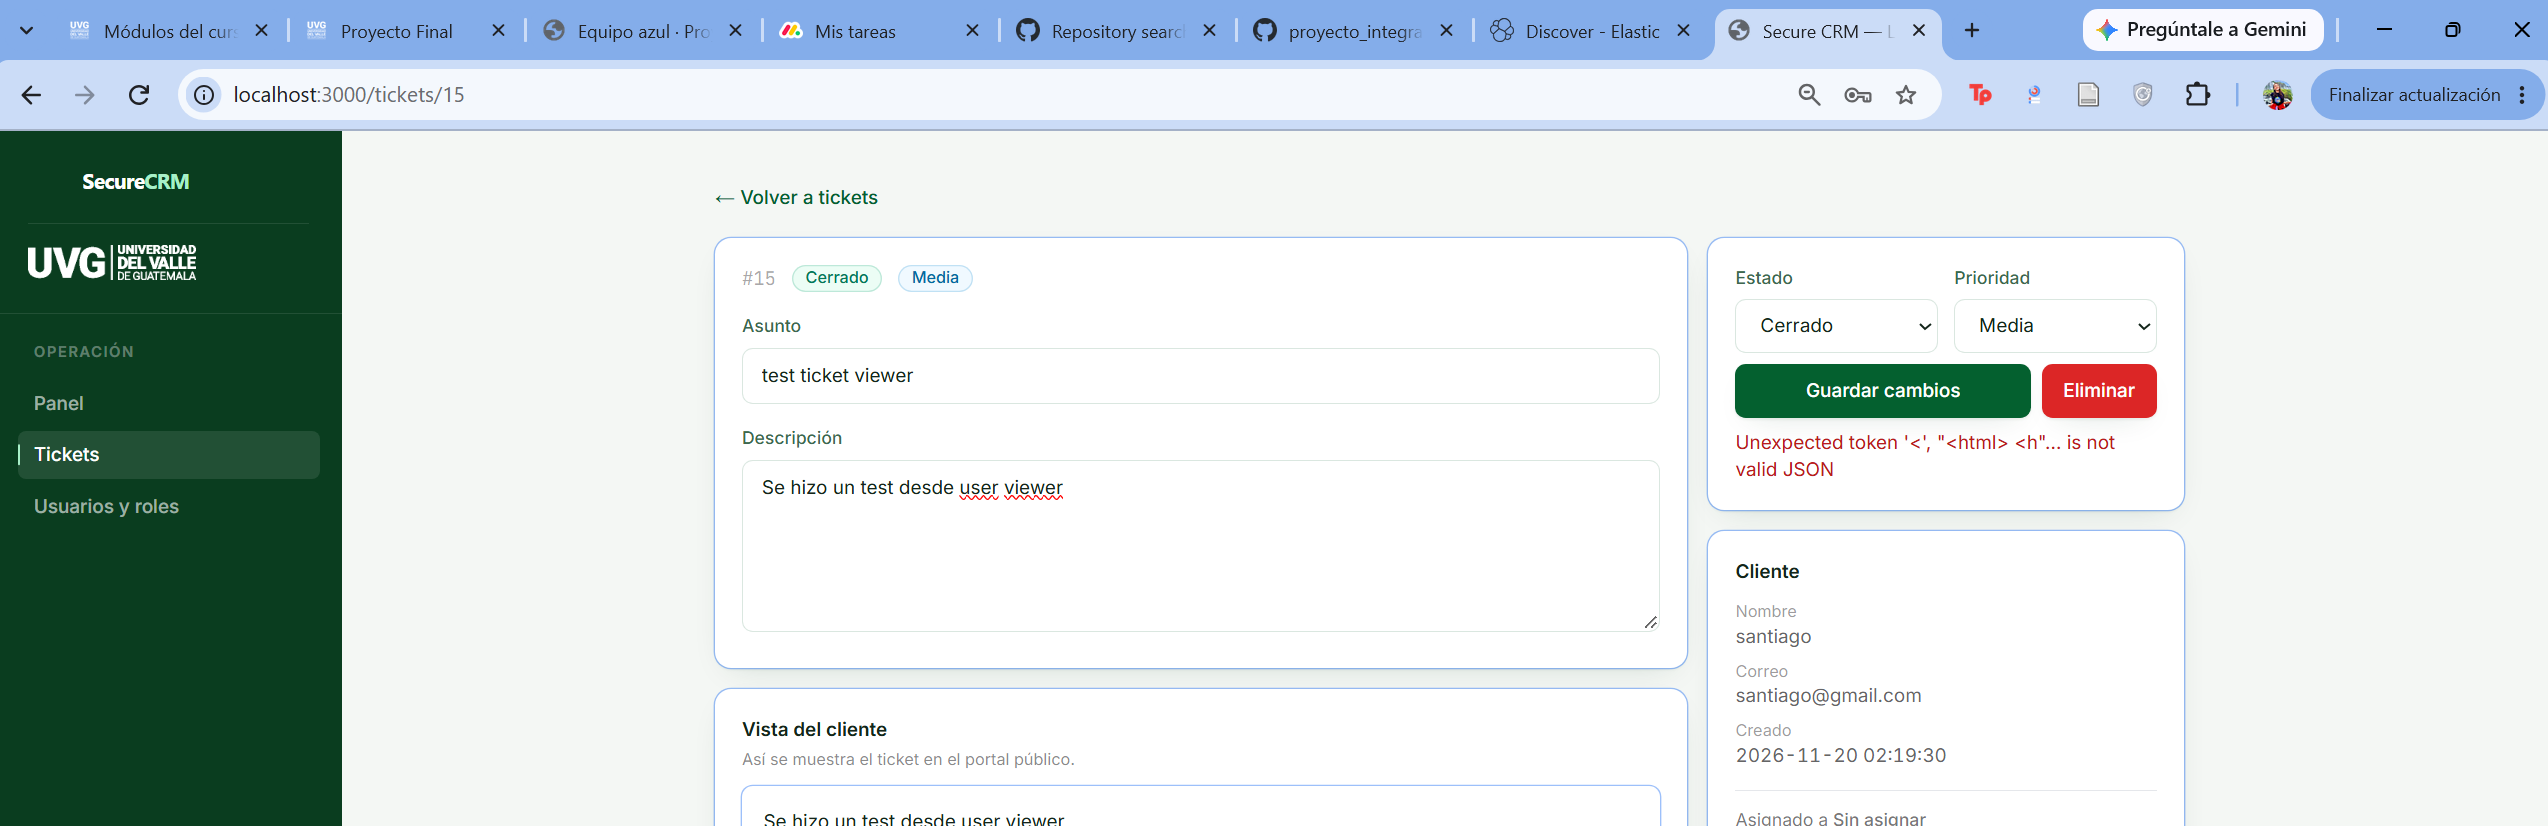 Módulos del curs
Proyecto Final
Equipo azul · Pro
Mis tareas
Repository searc
proyecto_integra
Discover - Elastic
Secure CRM — L
Pregúntale a Gemini
localhost:3000/tickets/15
Tp
Finalizar actualización
SecureCRM
UVG UNIVERSIDAD
DEL VALLE
DE GUATEMALA
OPERACIÓN
Panel
Tickets
Usuarios y roles
← Volver a tickets
#15 Cerrado Media
Asunto
test ticket viewer
Descripción
Se hizo un test desde user viewer
Vista del cliente
Así se muestra el ticket en el portal público.
Se hizo un test desde user viewer
Estado Prioridad
Cerrado Media
Guardar cambios Eliminar
Unexpected token '<', "<html> <h"... is not
valid JSON
Cliente
Nombre
santiago
Correo
santiago@gmail.com
Creado
2026-11-20 02:19:30
Asignado a Sin asignar